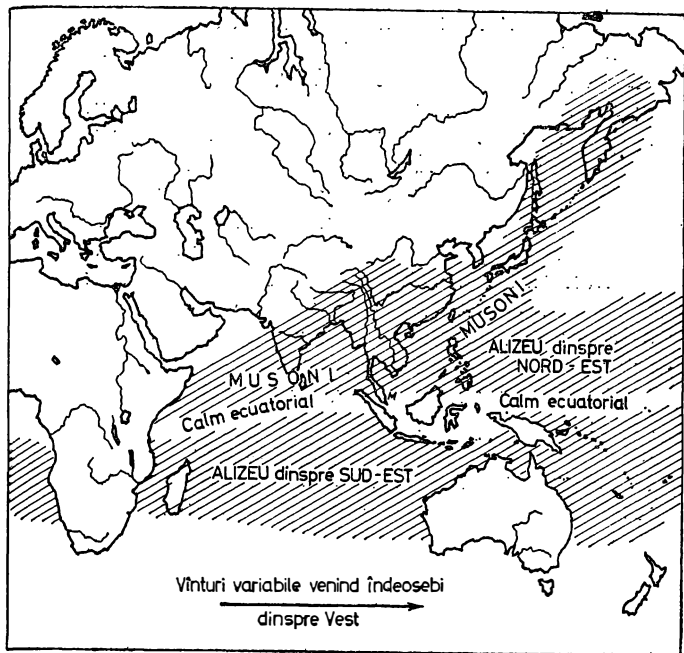 MUSONI
ALIZEU dinspre
NORD-EST
MUSONI
Calm ecuatorial
Calm ecuatorial
ALIZEU dinspre SUD-EST
Vînturi variabile venind îndeosebi
dinspre Vest